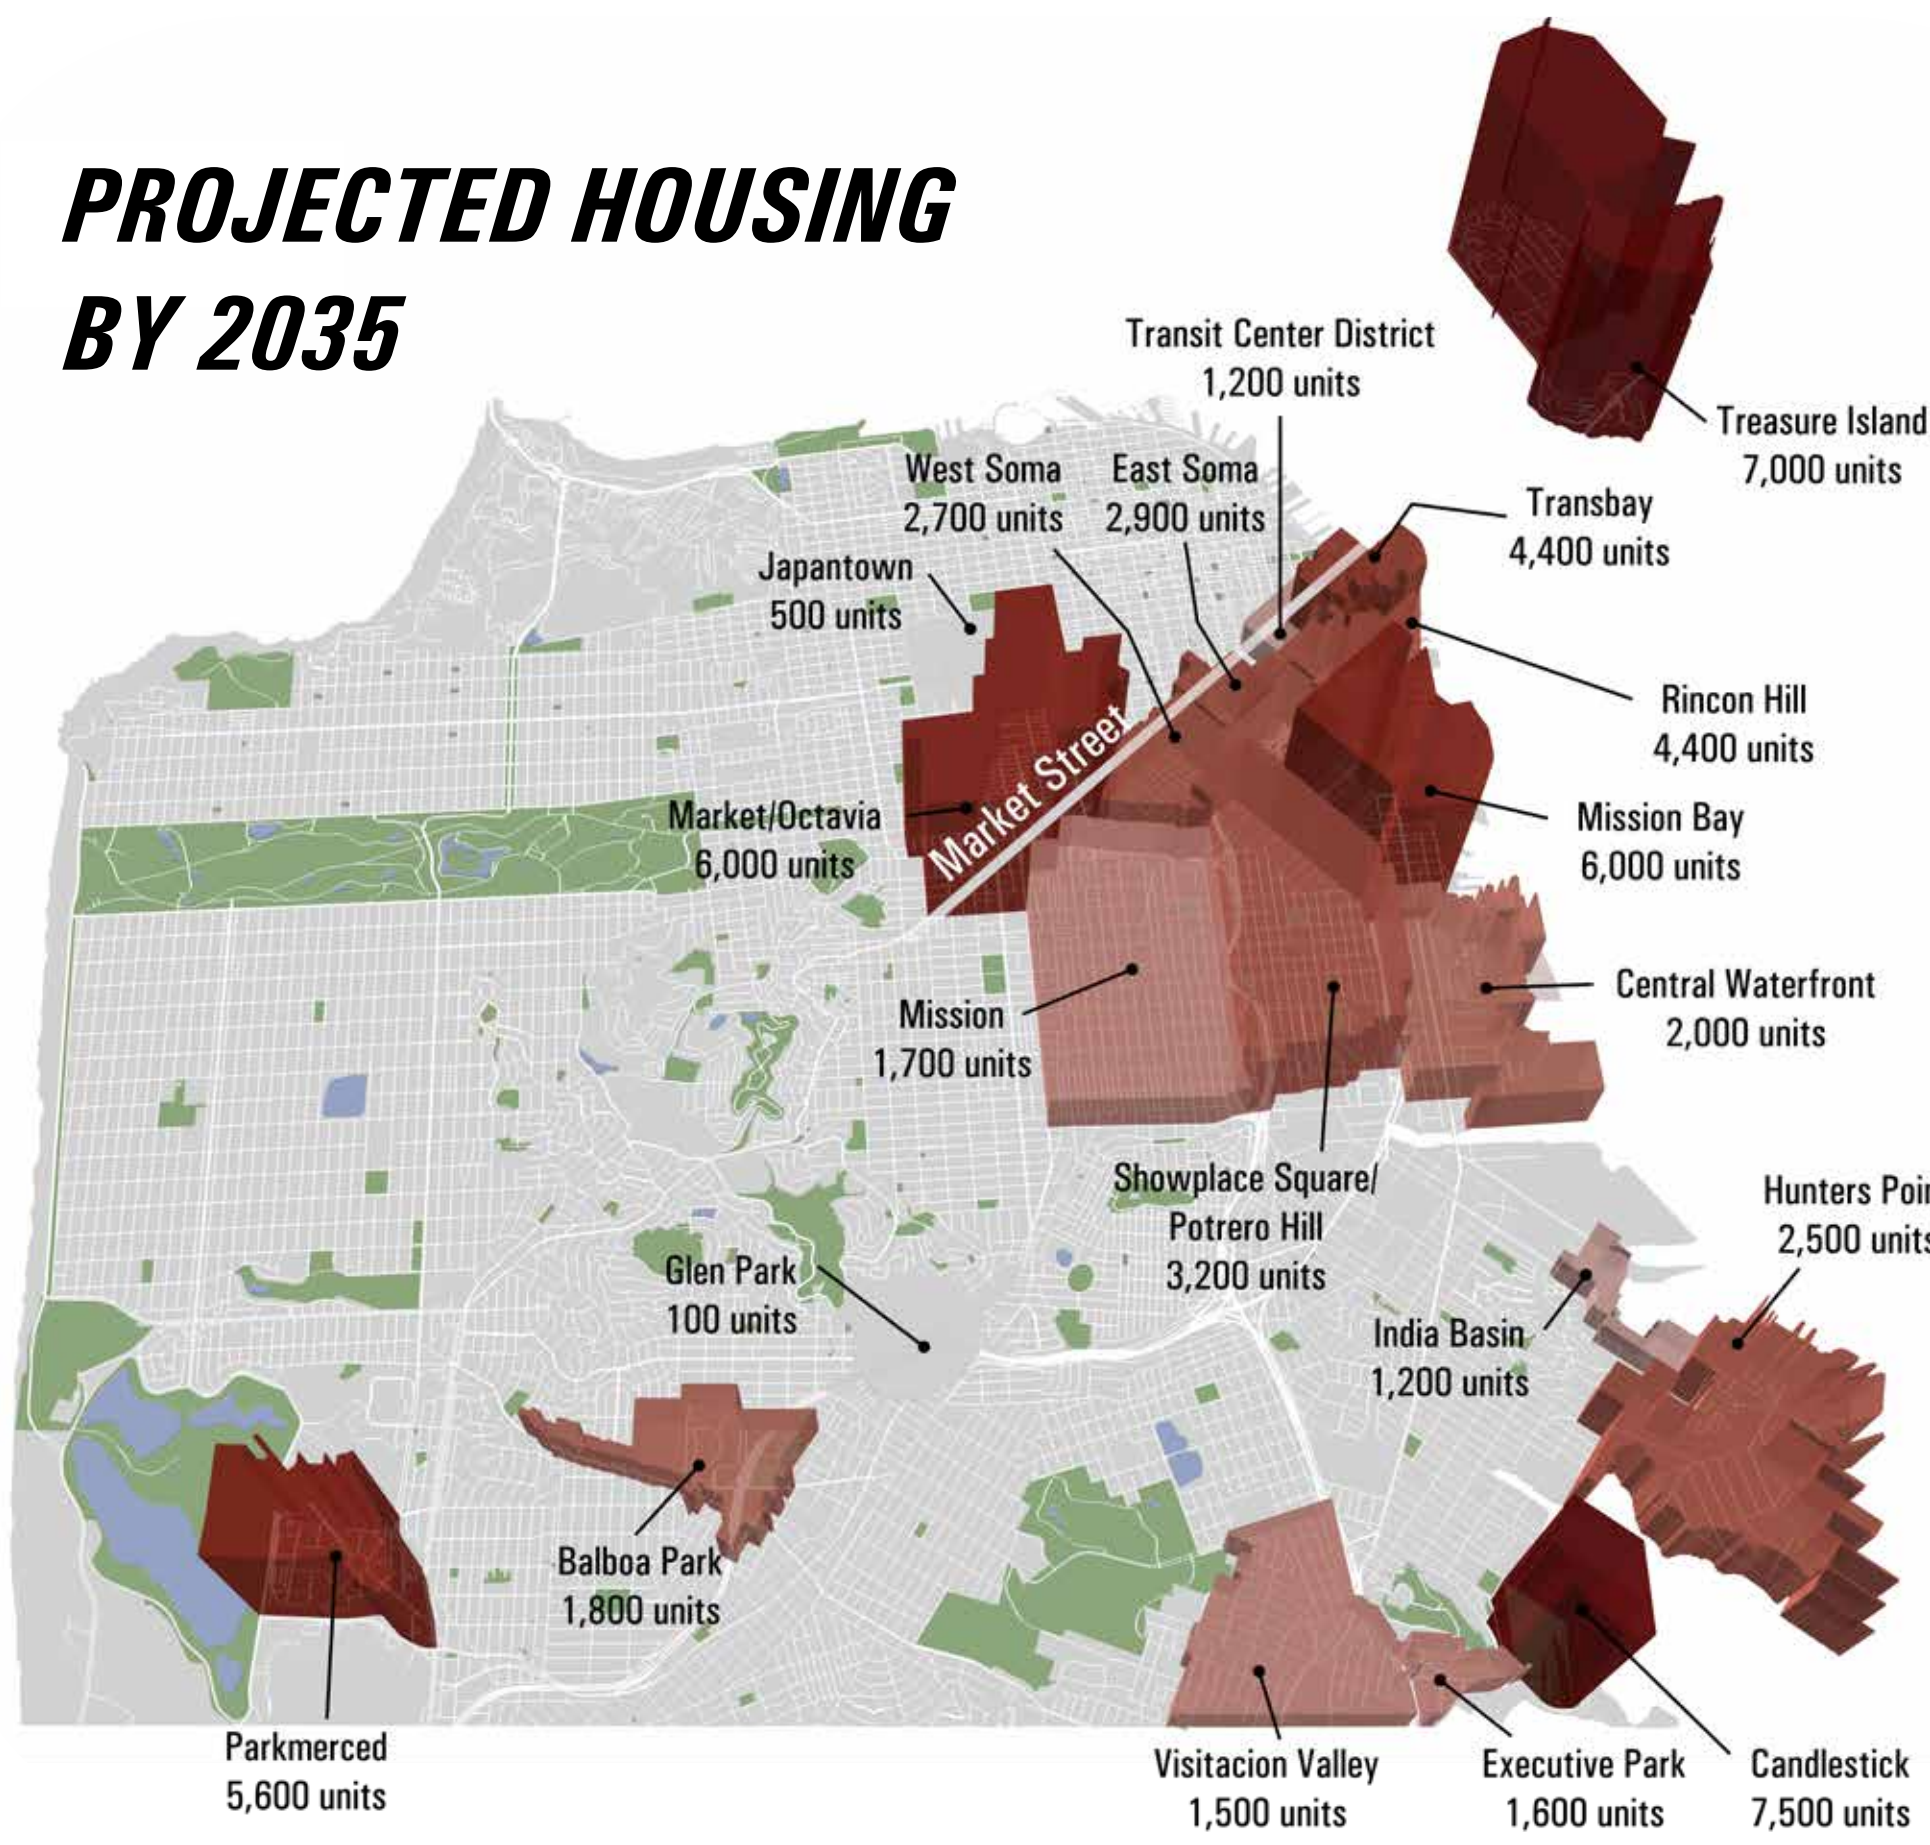 PROJECTED HOUSING
BY 2035
Transit Center District
1,200 units
Treasure Island
7,000 units
West Soma
2,700 units
East Soma
2,900 units
Transbay
4,400 units
Japantown
500 units
Rincon Hill
4,400 units
Market Street
Market/Octavia
6,000 units
Mission Bay
6,000 units
Central Waterfront
2,000 units
Mission
1,700 units
Showplace Square/
Potrero Hill
3,200 units
Hunters Poi
2,500 units
Glen Park
100 units
India Basin
1,200 units
Balboa Park
1,800 units
Parkmerced
5,600 units
Visitacion Valley
1,500 units
Executive Park
1,600 units
Candlestick
7,500 units